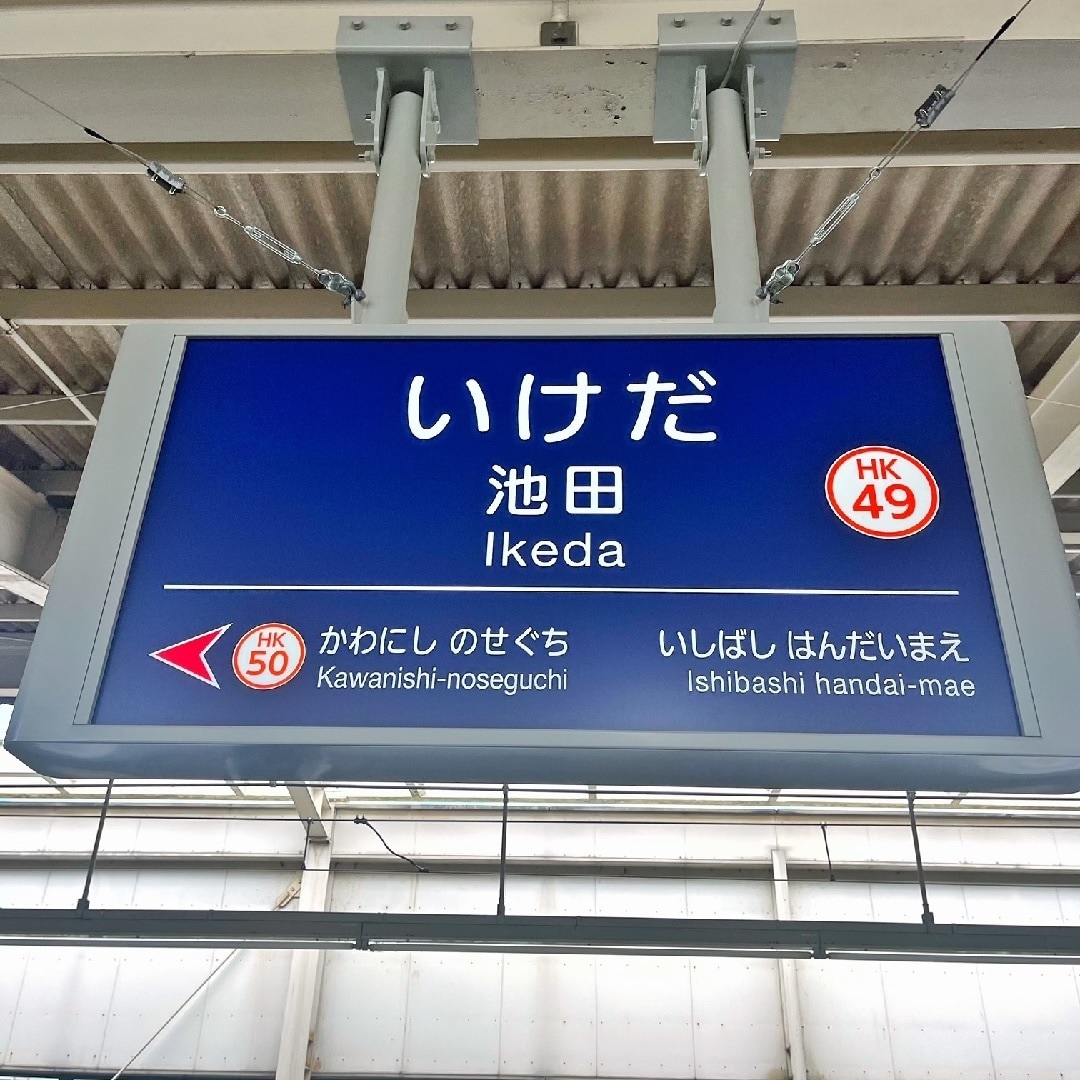 いけだ
池田
Ikeda
HK
49
HK
50
かわにし のせぐち
Kawanishi-noseguchi
いしばし はんだいまえ
Ishibashi handai-mae